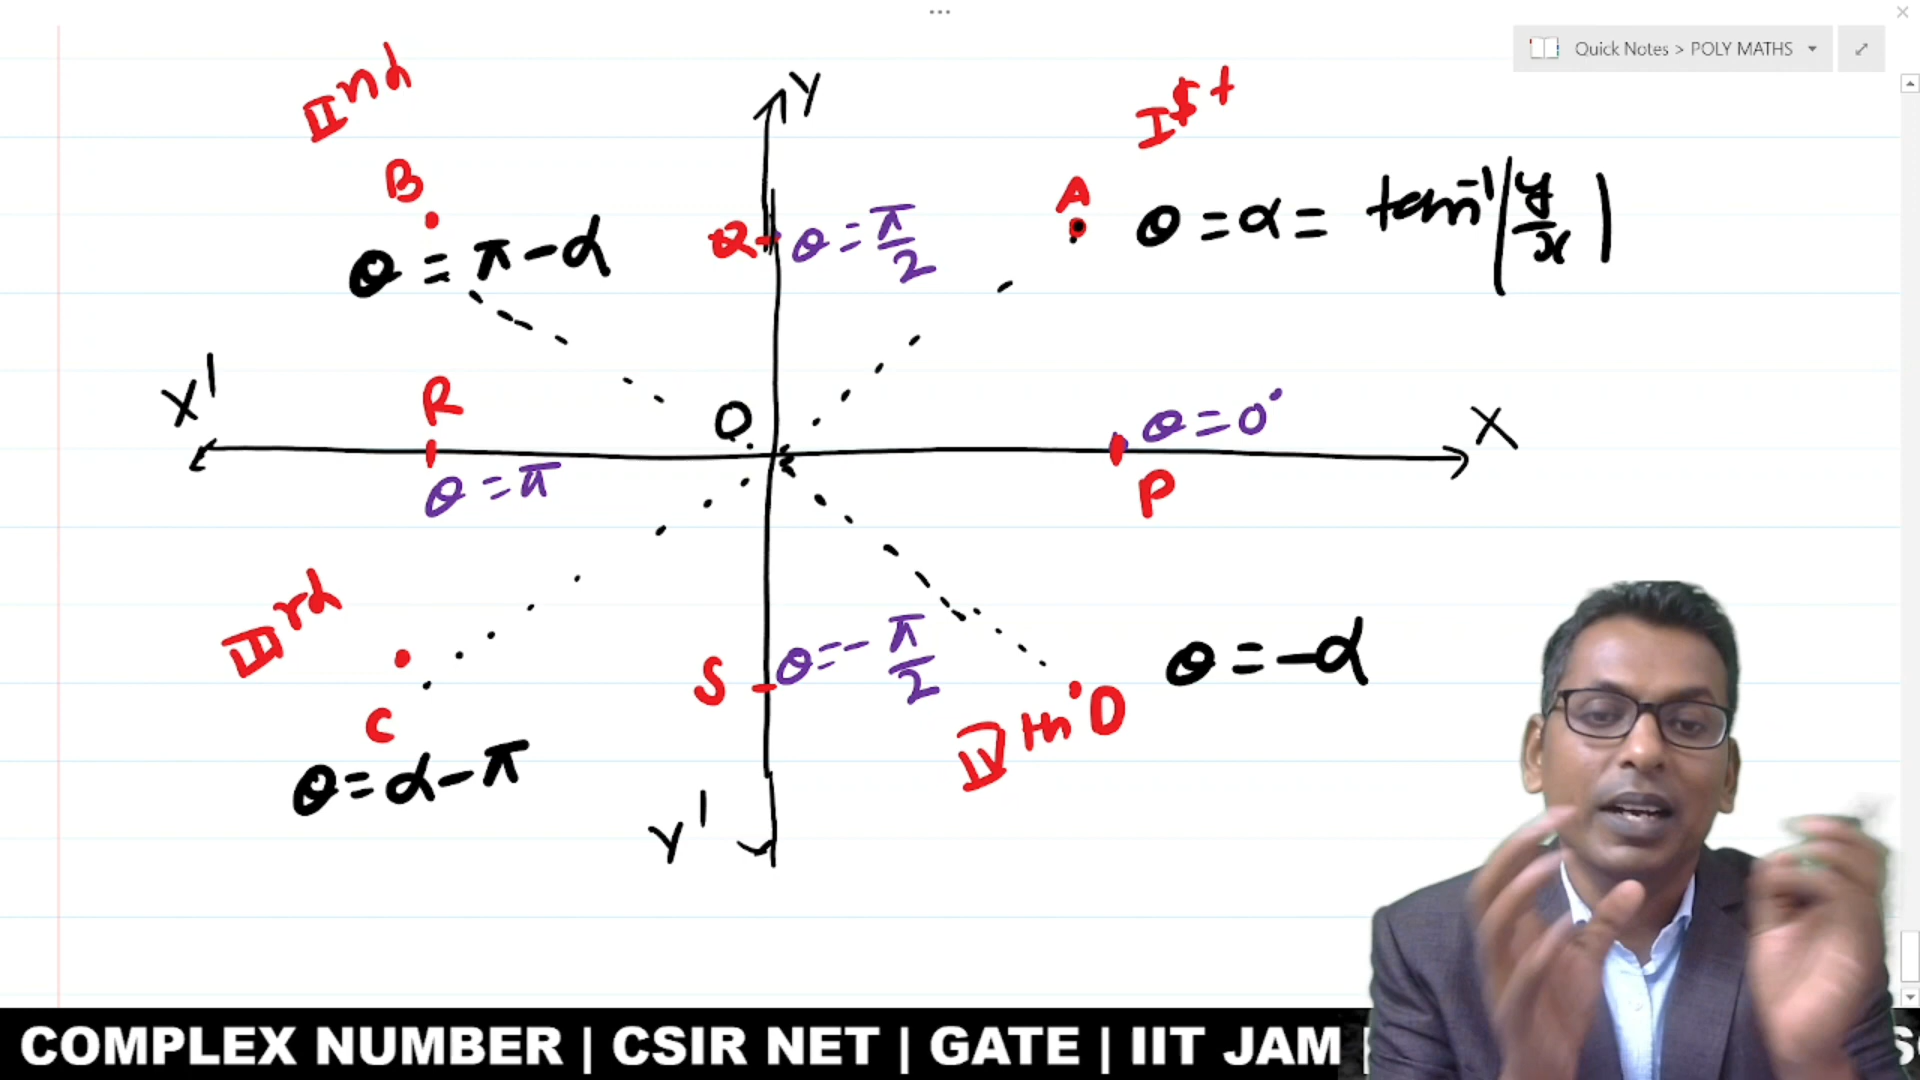 Quick Notes > POLY MATHS
Y
IInd
Ist
B
A
θ = π - α
Q
θ = π/2
θ = α = tan⁻¹|y/x|
X'
R
O
θ = 0°
X
θ = π
P
IIIrd
C
θ = α - π
S
θ = - π/2
IVth D
θ = -α
Y'
COMPLEX NUMBER | CSIR NET | GATE | IIT JAM |